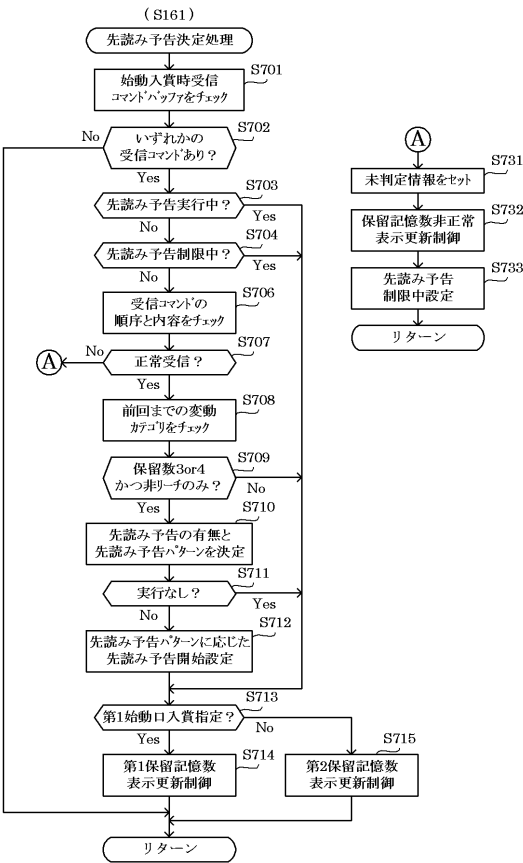 (S161)
先読み予告決定処理
S701
始動入賞時受信
コマンドバッファをチェック
S702
No
いずれかの
受信コマンドあり？
Yes
S703
先読み予告実行中？
Yes
No
S704
先読み予告制限中？
Yes
No
S706
受信コマンドの
順序と内容をチェック
S707
No
正常受信？
A
Yes
S708
前回までの変動
カテゴリをチェック
S709
保留数3or4
かつ非リーチのみ？
No
Yes
S710
先読み予告の有無と
先読み予告パターンを決定
S711
実行なし？
Yes
No
S712
先読み予告パターンに応じた
先読み予告開始設定
S713
第1始動口入賞指定？
No
Yes
S714
第1保留記憶数
表示更新制御
S715
第2保留記憶数
表示更新制御
リターン
A
S731
未判定情報をセット
S732
保留記憶数非正常
表示更新制御
S733
先読み予告
制限中設定
リターン